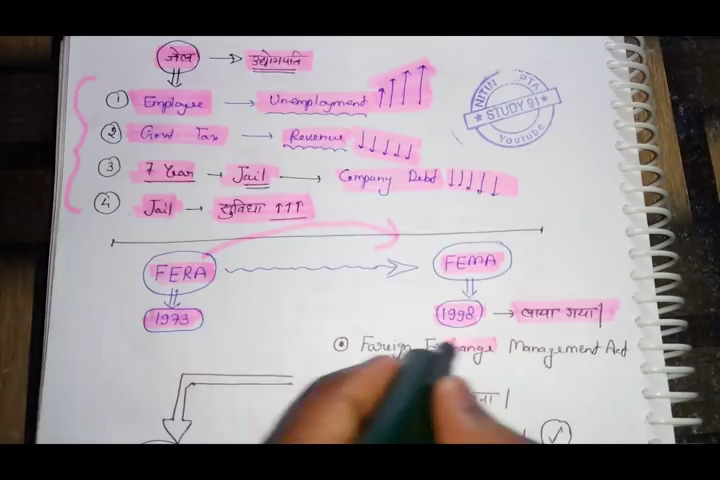 जेल → उद्योगपति
① Employee → Unemployment ↑↑↑↑
② Govt. Tax → Revenue ↓↓↓↓↓
③ 7 Year → Jail → Company Debt ↓↓↓↓↓
④ Jail → सुविधा ↑↑↑
FERA → FEMA
1973
1998 → लाया गया|
Foreign Exchange Management Act
NITIN
PTA
STUDY 91
Youtube